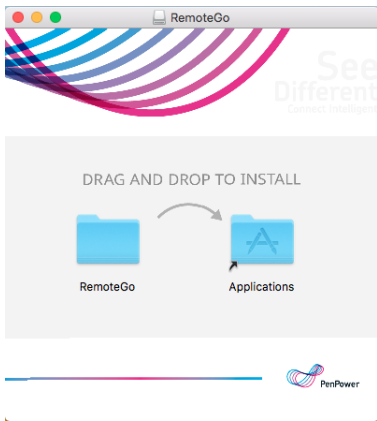 RemoteGo
See
Different
Connect Intelligent
DRAG AND DROP TO INSTALL
RemoteGo
Applications
PenPower